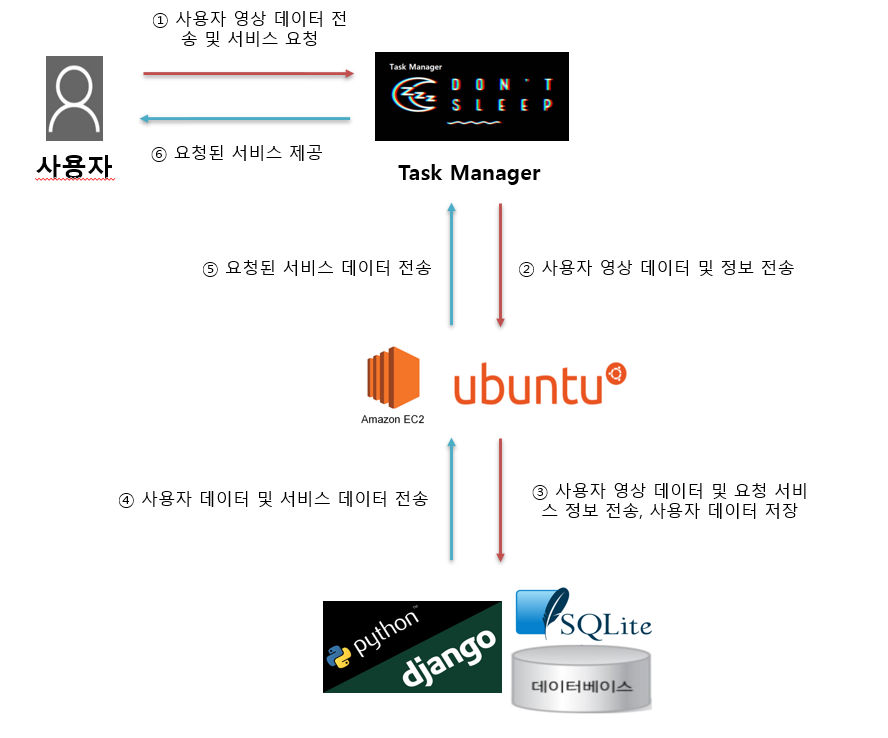 ① 사용자 영상 데이터 전
송 및 서비스 요청
Task Manager
DON'T
SLEEP
zzz
⑥ 요청된 서비스 제공
사용자
Task Manager
⑤ 요청된 서비스 데이터 전송
② 사용자 영상 데이터 및 정보 전송
Amazon EC2
ubuntu
④ 사용자 데이터 및 서비스 데이터 전송
③ 사용자 영상 데이터 및 요청 서비
스 정보 전송, 사용자 데이터 저장
python™
django
SQLite
데이터베이스